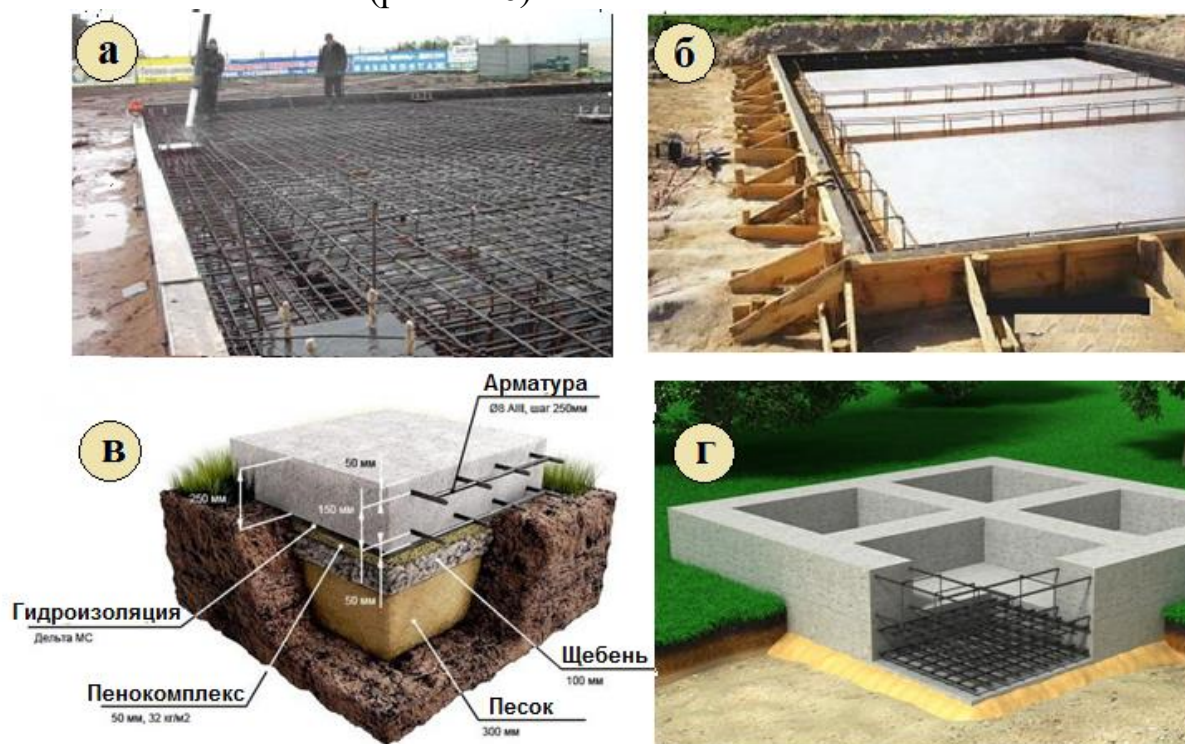 а
б
в
Арматура
Ø8 АIII, шаг 250мм
50 мм
250 мм
150 мм
50 мм
Гидроизоляция
Дельта МС
Пенокомплекс
50 мм, 32 кг/м2
Щебень
100 мм
Песок
300 мм
г